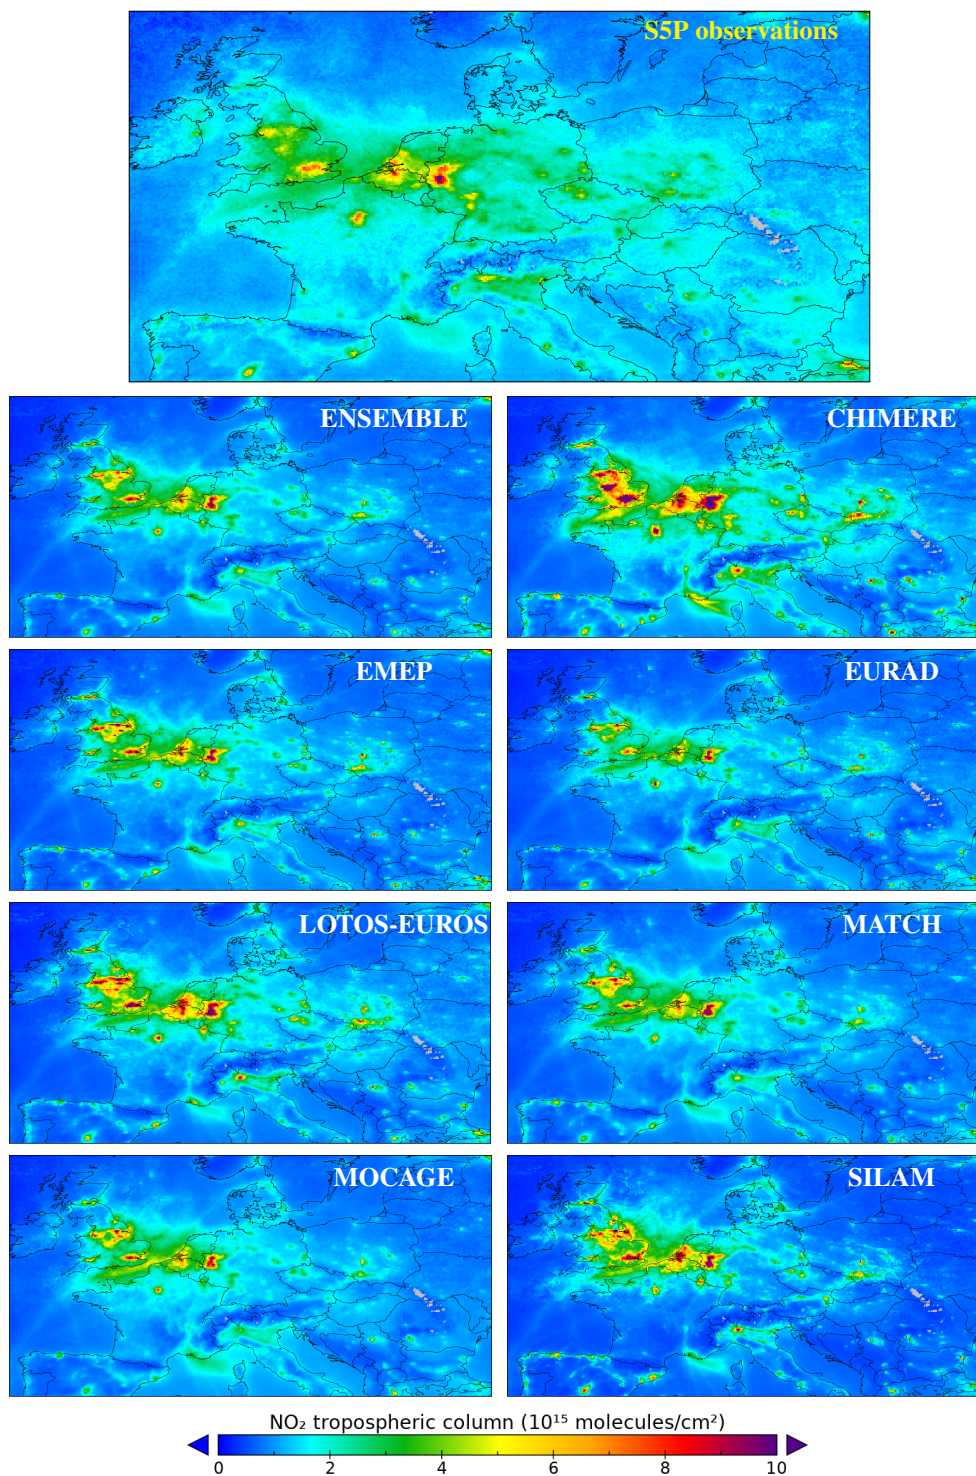 S5P observations
ENSEMBLE
CHIMERE
EMEP
EURAD
LOTOS-EUROS
MATCH
MOCAGE
SILAM
NO₂ tropospheric column (10¹⁵ molecules/cm²)
0 2 4 6 8 10